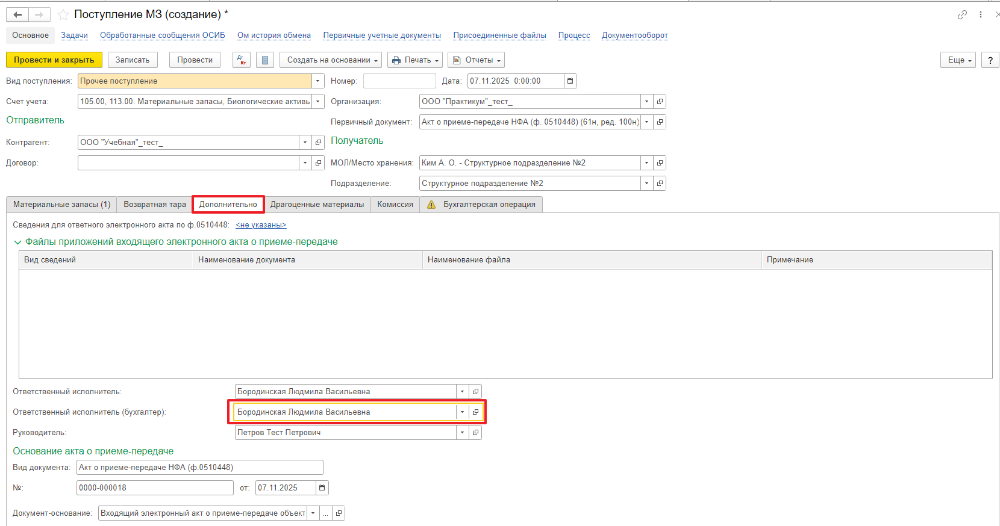 Поступление МЗ (создание) *
Основное Задачи Обработанные сообщения ОСИБ Ом история обмена Первичные учетные документы Присоединенные файлы Процесс Документооборот
Провести и закрыть Записать Провести Дт Кт Создать на основании Печать Отчеты Еще ?
Вид поступления: Прочее поступление Номер: Дата: 07.11.2025 0:00:00
Счет учета: 105.00, 113.00. Материальные запасы, Биологические активы Организация: ООО "Практикум"_тест_
Отправитель Первичный документ: Акт о приеме-передаче НФА (ф. 0510448) (61н, ред. 100н)
Контрагент: ООО "Учебная"_тест_ Получатель
Договор: МОЛ/Место хранения: Ким А. О. - Структурное подразделение №2
Подразделение: Структурное подразделение №2
Материальные запасы (1) Возвратная тара Дополнительно Драгоценные материалы Комиссия Бухгалтерская операция
Сведения для ответного электронного акта по ф.0510448: <не указаны>
Файлы приложений входящего электронного акта о приеме-передаче
Вид сведений Наименование документа Наименование файла Примечание
Ответственный исполнитель: Бородинская Людмила Васильевна
Ответственный исполнитель (бухгалтер): Бородинская Людмила Васильевна
Руководитель: Петров Тест Петрович
Основание акта о приеме-передаче
Вид документа: Акт о приеме-передаче НФА (ф.0510448)
№: 0000-000018 от: 07.11.2025
Документ-основание: Входящий электронный акт о приеме-передаче объект ...